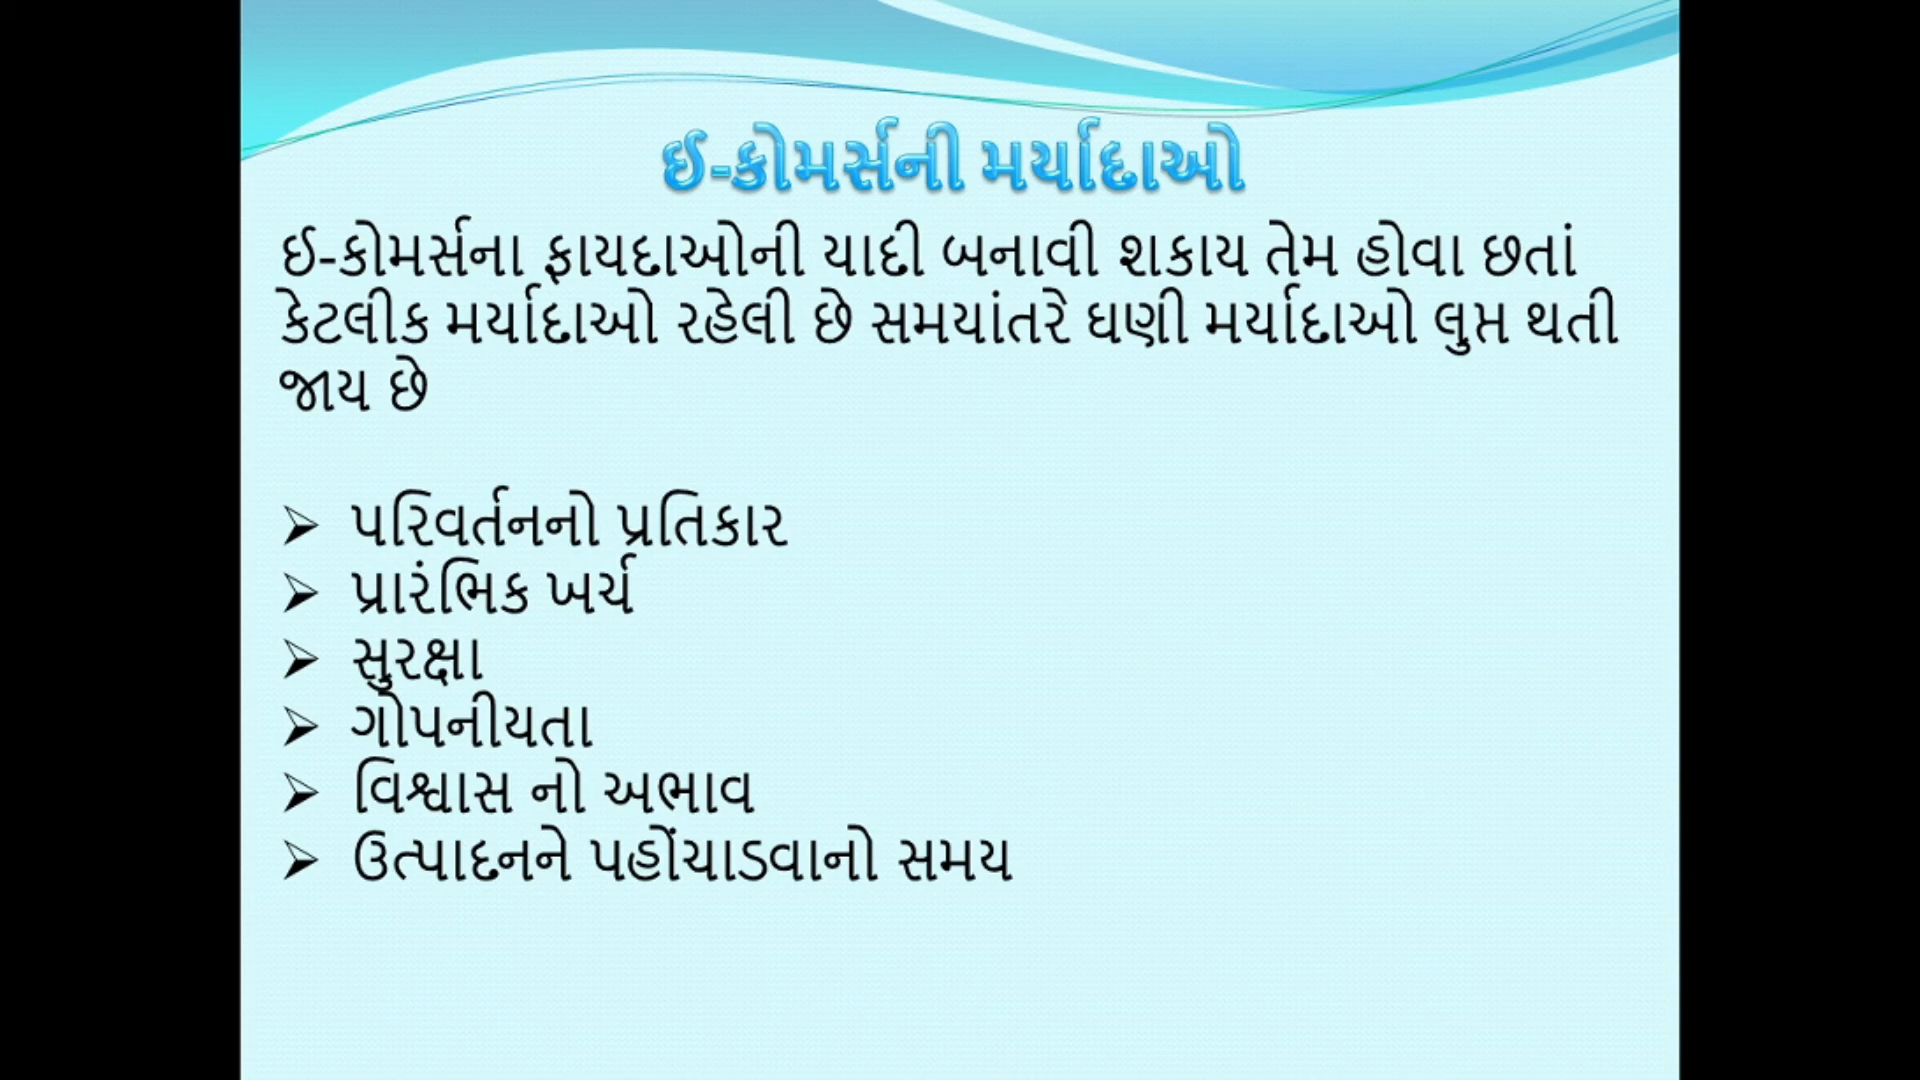 ઈ-કોમર્સની મર્યાદાઓ
ઈ-કોમર્સના ફાયદાઓની યાદી બનાવી શકાય તેમ હોવા છતાં
કેટલીક મર્યાદાઓ રહેલી છે સમયાંતરે ઘણી મર્યાદાઓ લુપ્ત થતી
જાય છે
➢ પરિવર્તનનો પ્રતિકાર
➢ પ્રારંભિક ખર્ચ
➢ સુરક્ષા
➢ ગોપનીયતા
➢ વિશ્વાસ નો અભાવ
➢ ઉત્પાદનને પહોંચાડવાનો સમય